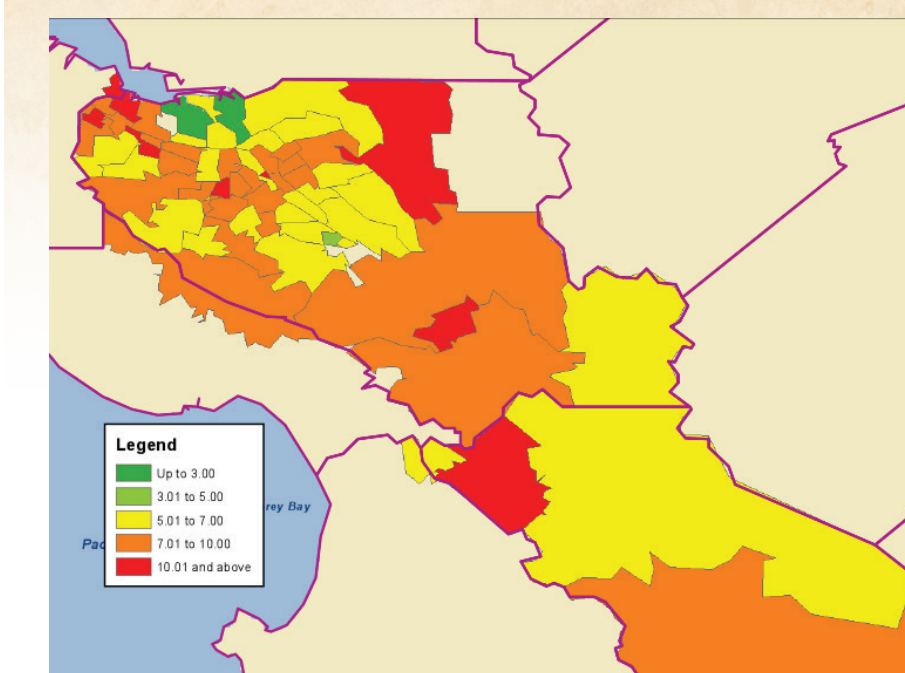 Legend
Up to 3.00
3.01 to 5.00
5.01 to 7.00
7.01 to 10.00
10.01 and above
rey Bay
Pac